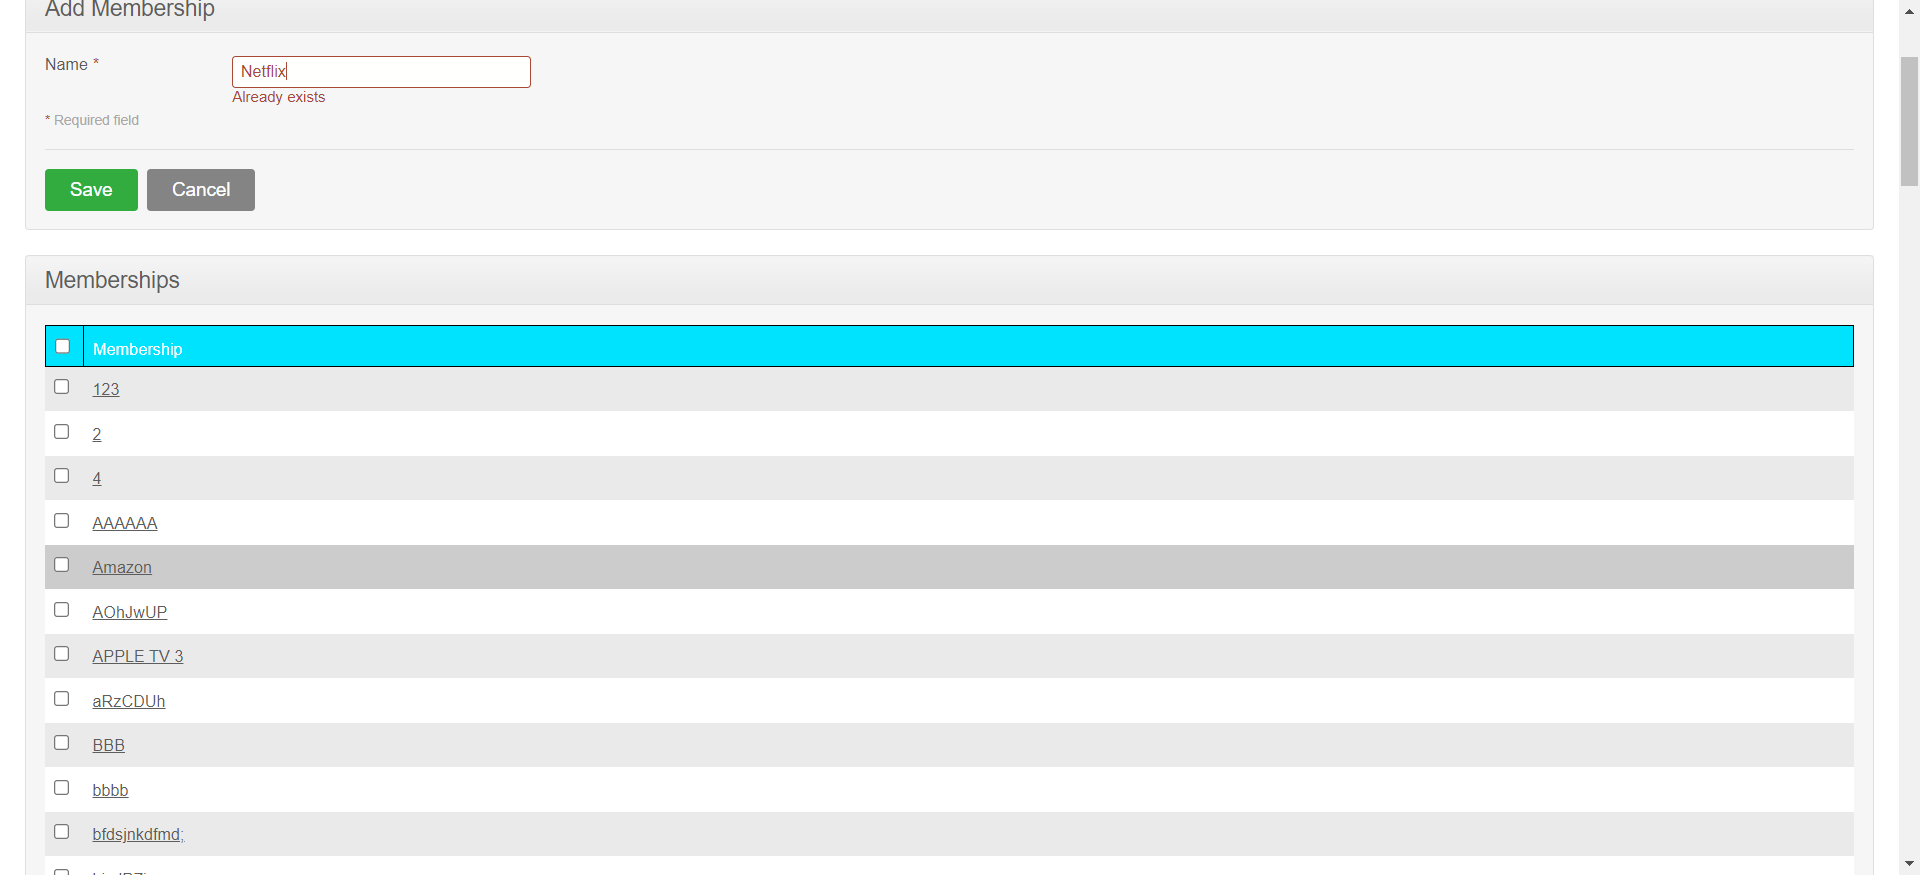 Add Membership
Name *
Netflix
Already exists
* Required field
Save Cancel
Memberships
Membership
123
2
4
AAAAAA
Amazon
AOhJwUP
APPLE TV 3
aRzCDUh
BBB
bbbb
bfdsjnkdfmd;